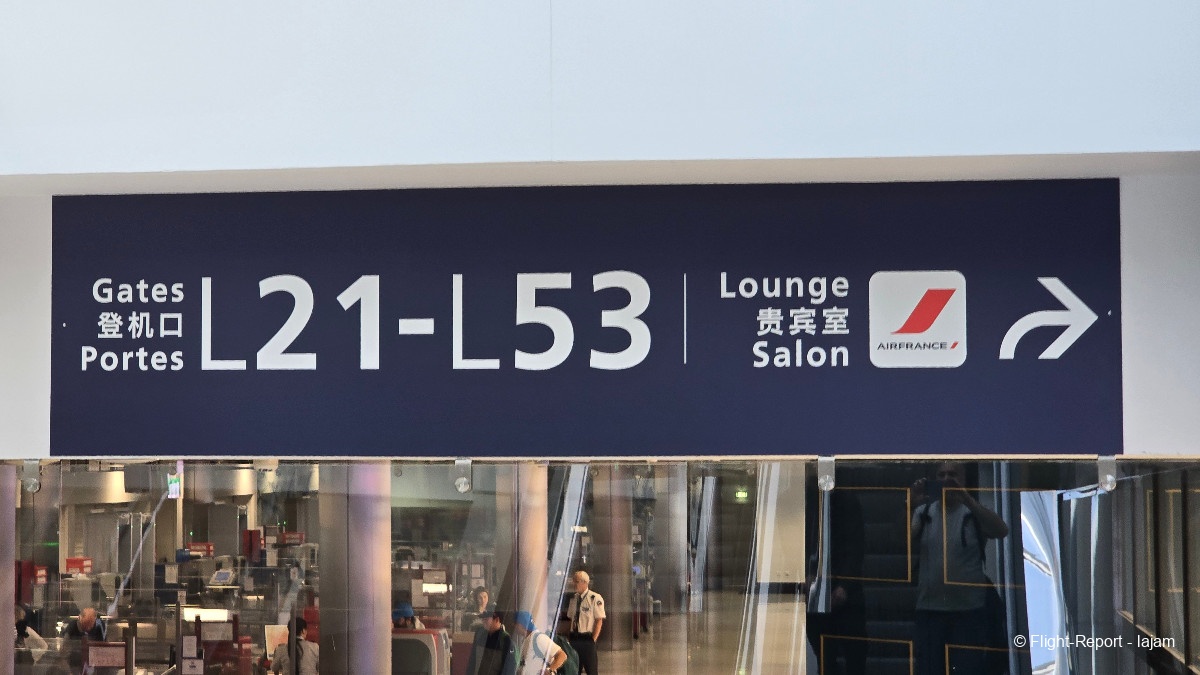 Gates
登机口
Portes
L21-L53
Lounge
贵宾室
Salon
AIRFRANCE
© Flight-Report - lajam